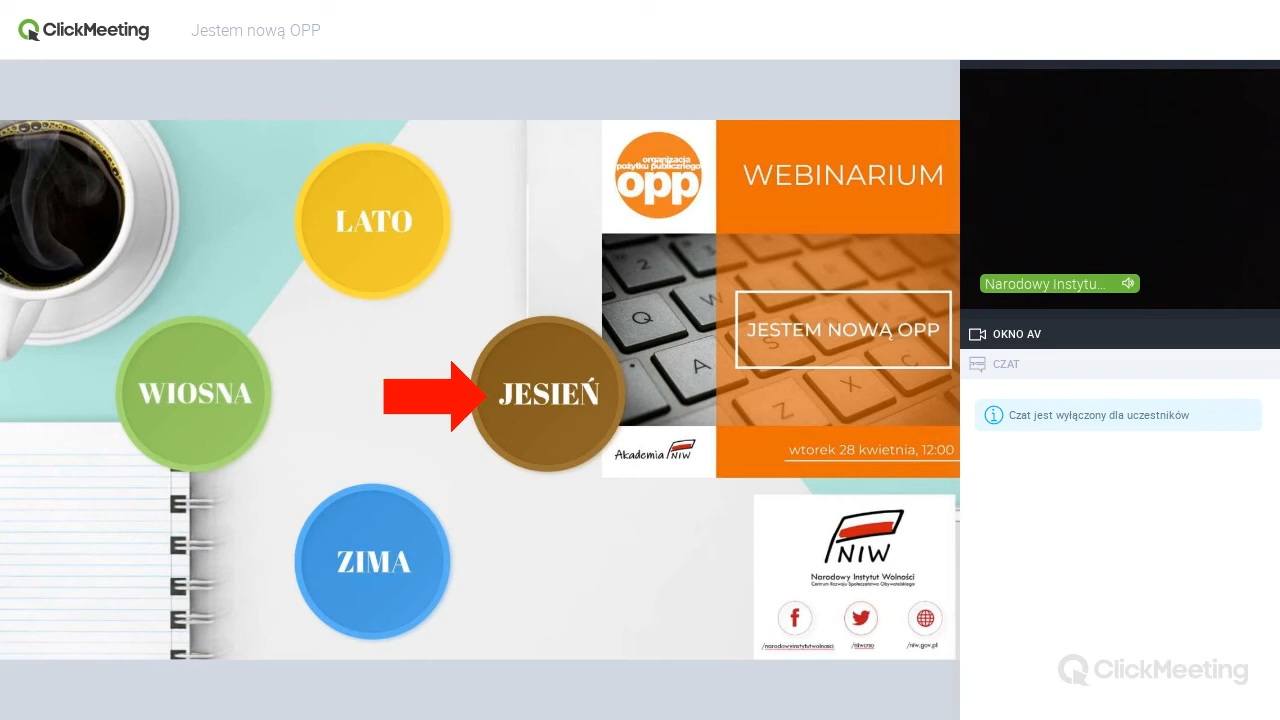 ClickMeeting
Jestem nową OPP
LATO
WIOSNA
JESIEŃ
ZIMA
organizacja
pożytku publicznego
opp
WEBINARIUM
JESTEM NOWĄ OPP
Q
2
A
Z
X
C
Akademia NIW
wtorek 28 kwietnia, 12:00
NIW
Narodowy Instytut Wolności
Centrum Rozwoju Społeczeństwa Obywatelskiego
/narodowyinstytutwolnosci
/niwcrso
/niw.gov.pl
Narodowy Instytu...
OKNO AV
CZAT
Czat jest wyłączony dla uczestników
ClickMeeting